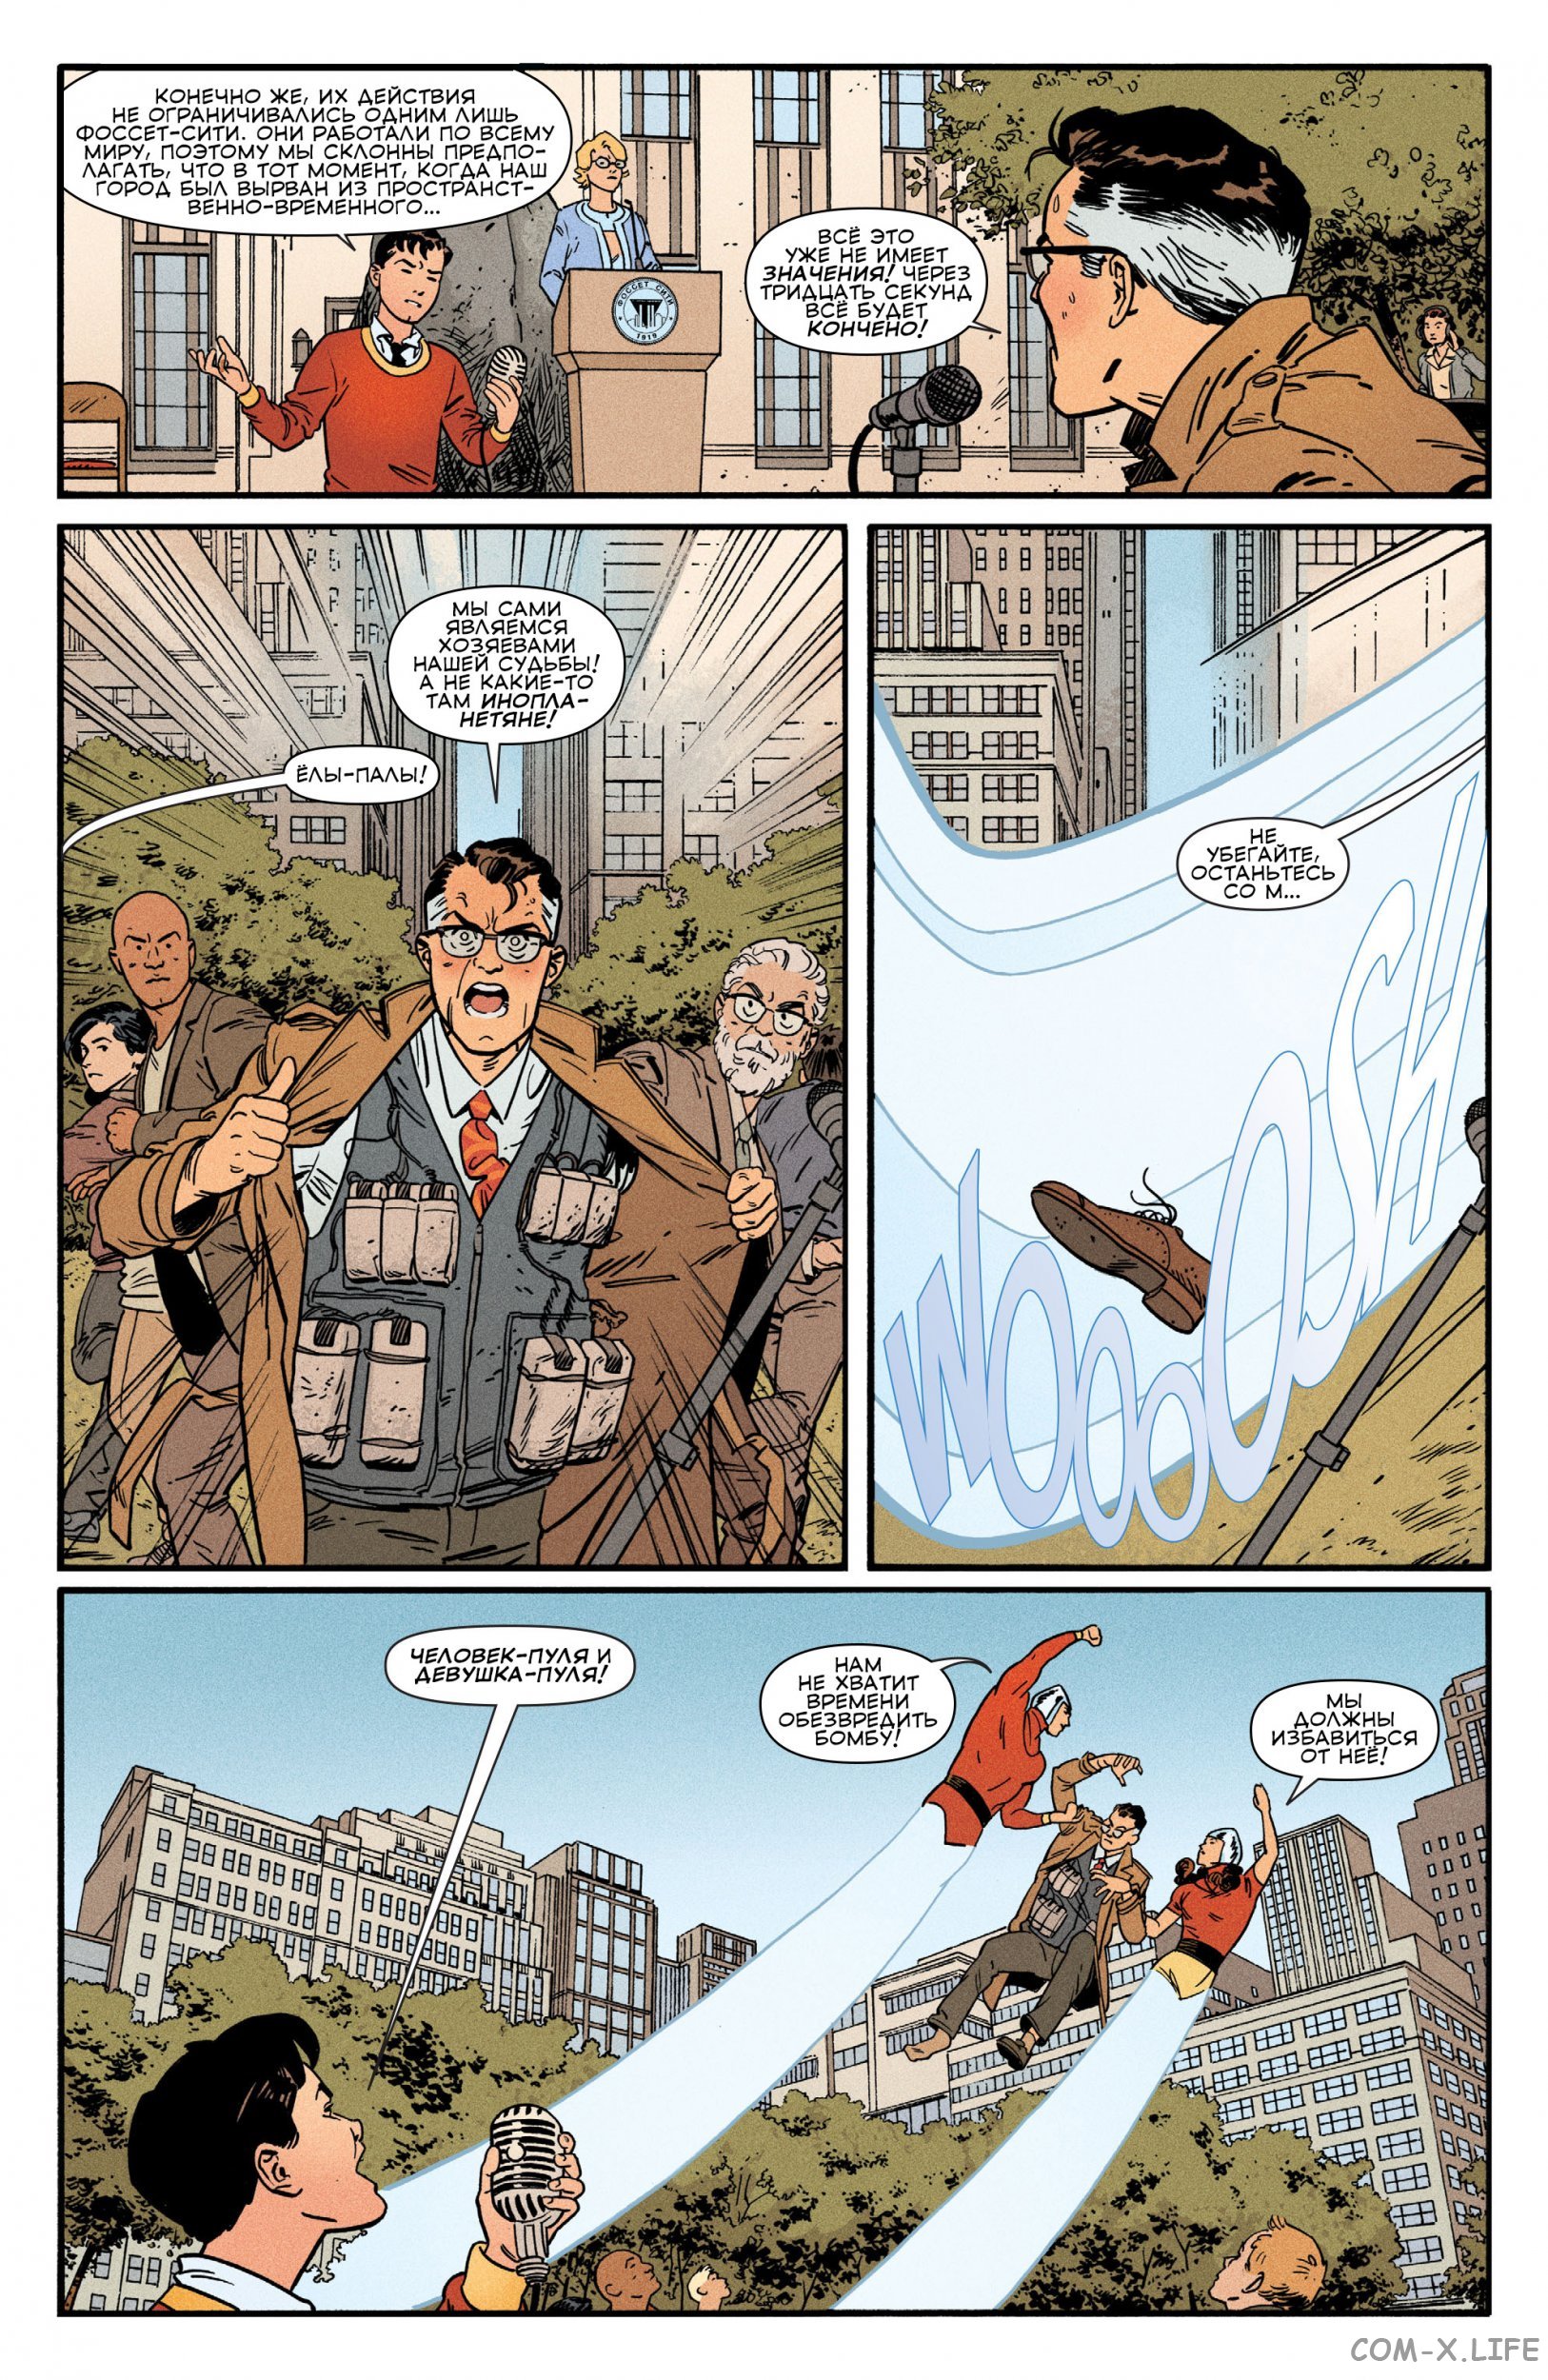 КОНЕЧНО ЖЕ, ИХ ДЕЙСТВИЯ
НЕ ОГРАНИЧИВАЛИСЬ ОДНИМ ЛИШЬ
ФОССЕТ-СИТИ. ОНИ РАБОТАЛИ ПО ВСЕМУ
МИРУ, ПОЭТОМУ МЫ СКЛОННЫ ПРЕДПО-
ЛАГАТЬ, ЧТО В ТОТ МОМЕНТ, КОГДА НАШ
ГОРОД БЫЛ ВЫРВАН ИЗ ПРОСТРАНСТ-
ВЕННО-ВРЕМЕННОГО...
ФОССЕТ СИТИ
1919
ВСЁ ЭТО
УЖЕ НЕ ИМЕЕТ
ЗНАЧЕНИЯ! ЧЕРЕЗ
ТРИДЦАТЬ СЕКУНД
ВСЁ БУДЕТ
КОНЧЕНО!
МЫ САМИ
ЯВЛЯЕМСЯ
ХОЗЯЕВАМИ
НАШЕЙ СУДЬБЫ!
А НЕ КАКИЕ-ТО
ТАМ ИНОПЛА-
НЕТЯНЕ!
ЁЛЫ-ПАЛЫ!
НЕ
УБЕГАЙТЕ,
ОСТАНЬТЕСЬ
СО М...
WOOOOOSH
ЧЕЛОВЕК-ПУЛЯ И
ДЕВУШКА-ПУЛЯ!
НАМ
НЕ ХВАТИТ
ВРЕМЕНИ
ОБЕЗВРЕДИТЬ
БОМБУ!
МЫ
ДОЛЖНЫ
ИЗБАВИТЬСЯ
ОТ НЕЁ!
COM-X.LIFE